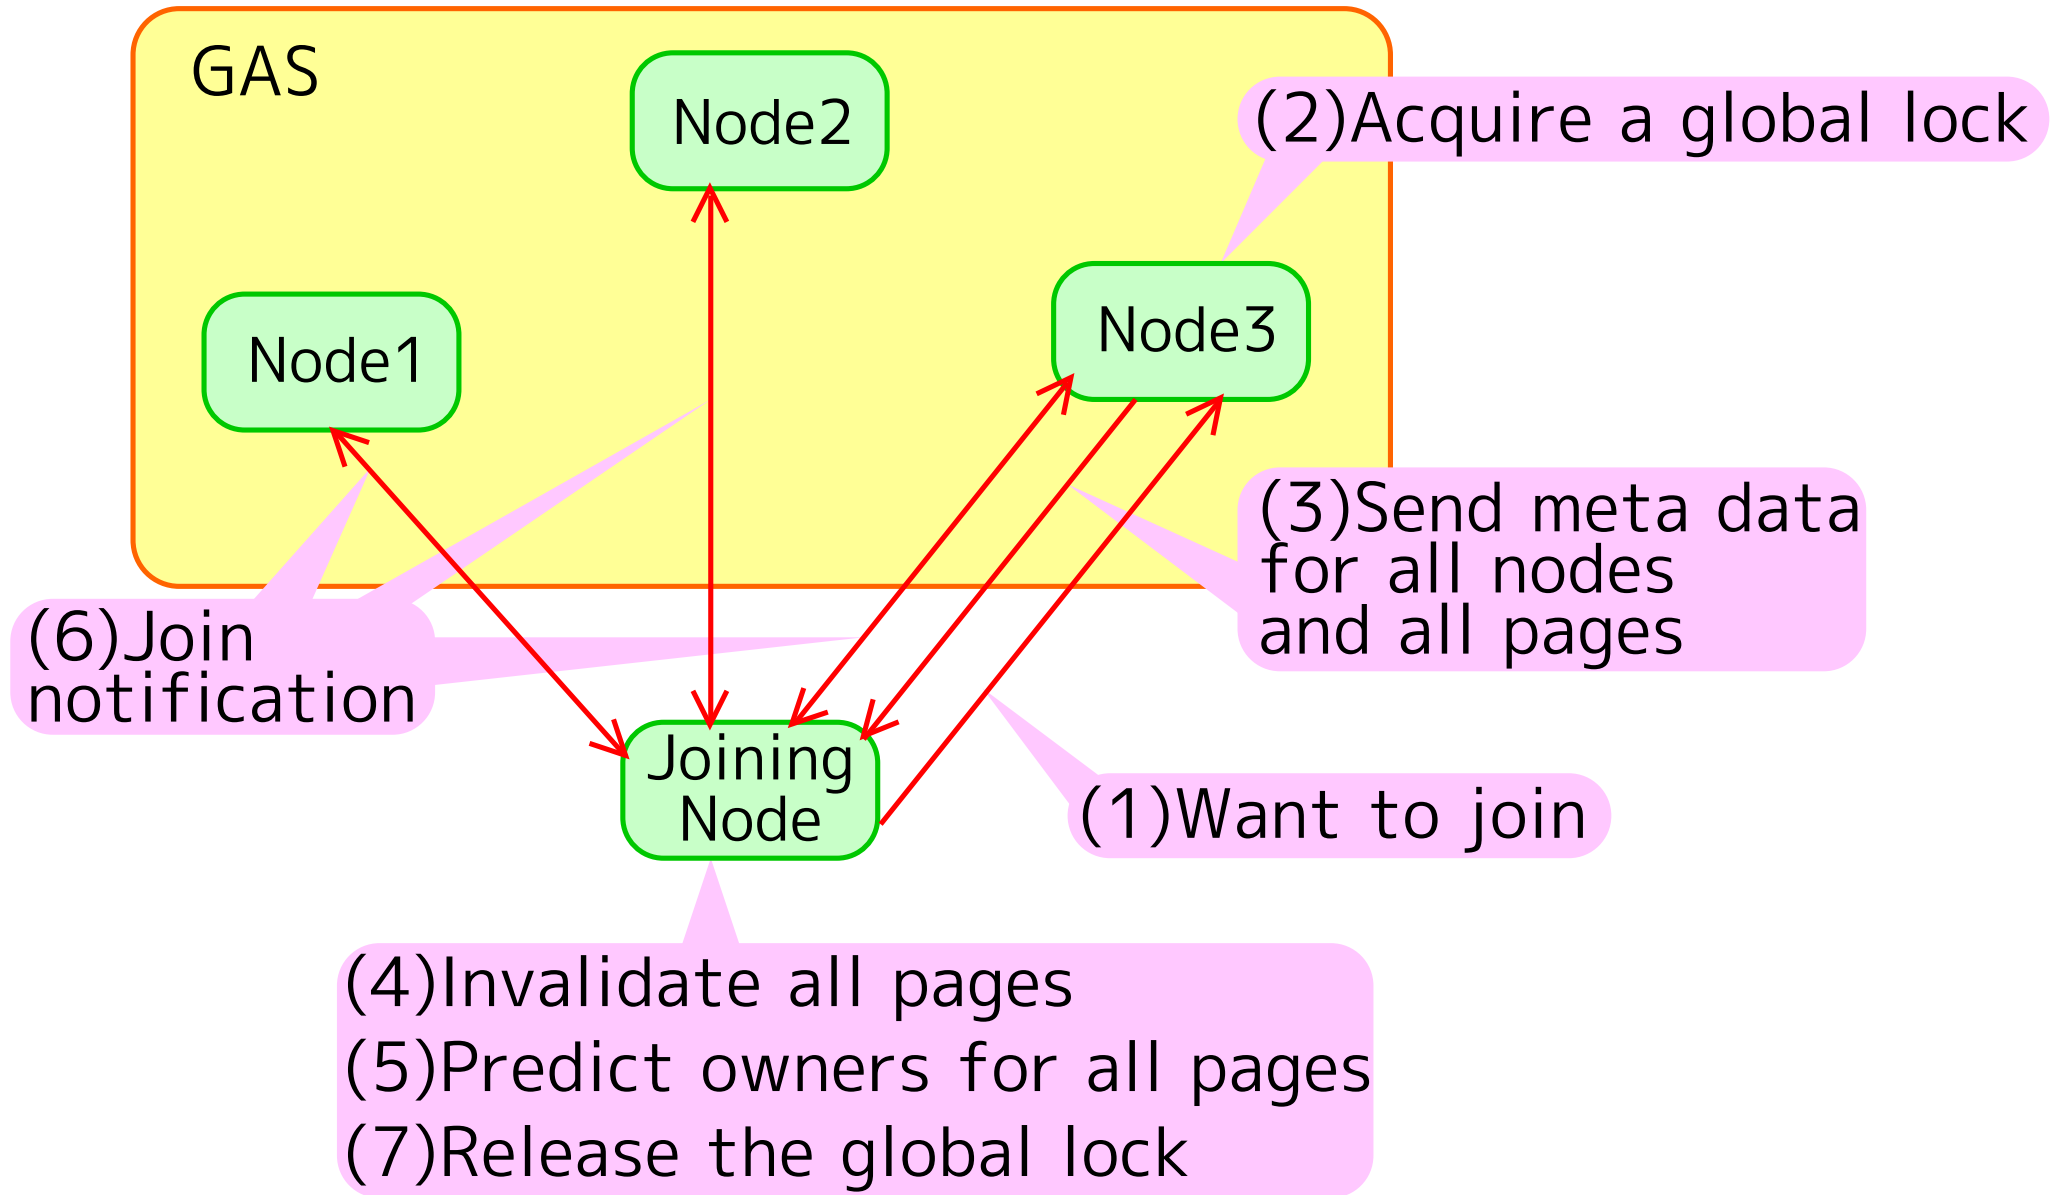 GAS
Node2
(2)Acquire a global lock
Node1
Node3
(3)Send meta data
for all nodes
and all pages
(6)Join
notification
Joining
Node
(1)Want to join
(4)Invalidate all pages
(5)Predict owners for all pages
(7)Release the global lock